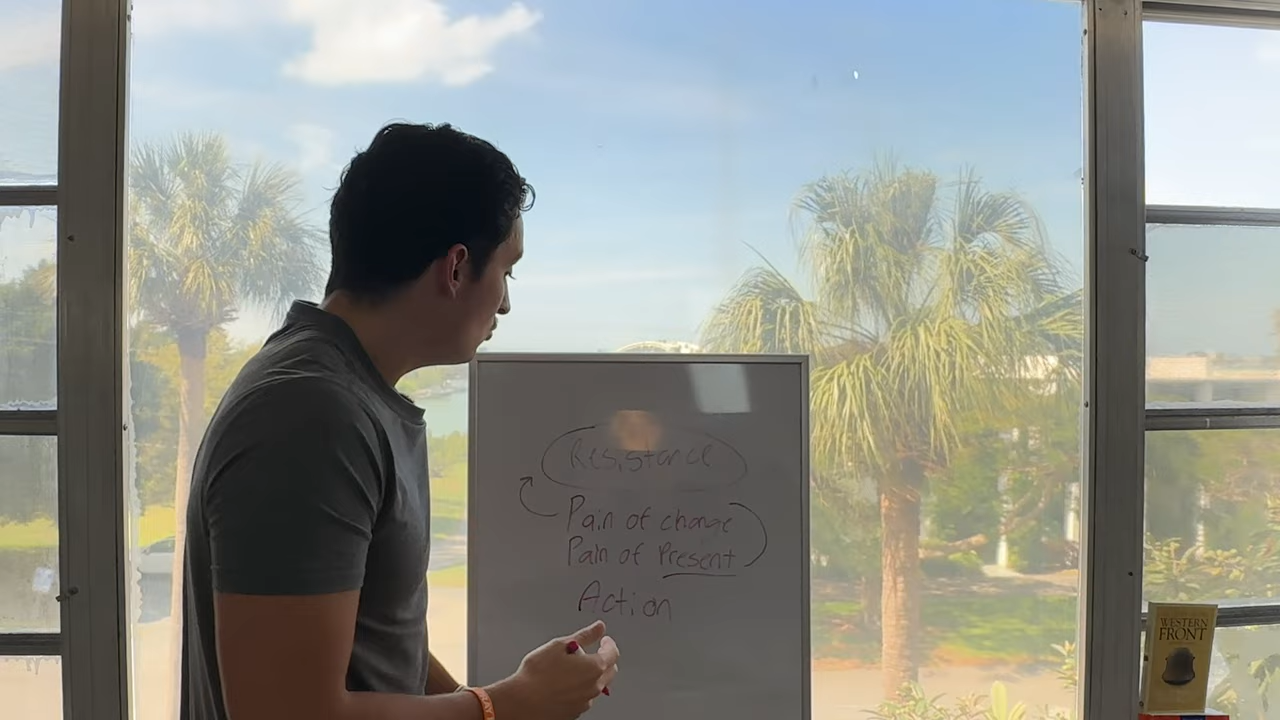 Resistance
Pain of change
Pain of Present
Action
WESTERN
FRONT